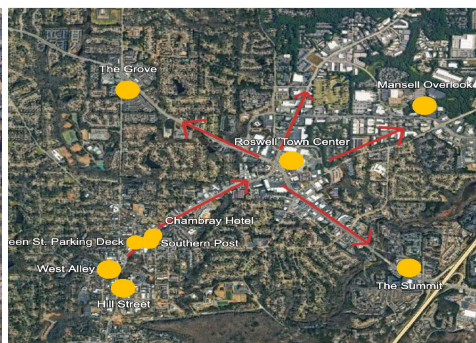 The Grove
Mansell Overlook
Roswell Town Center
Chambray Hotel
een St. Parking Deck
Southern Post
West Alley
Hill Street
The Summit